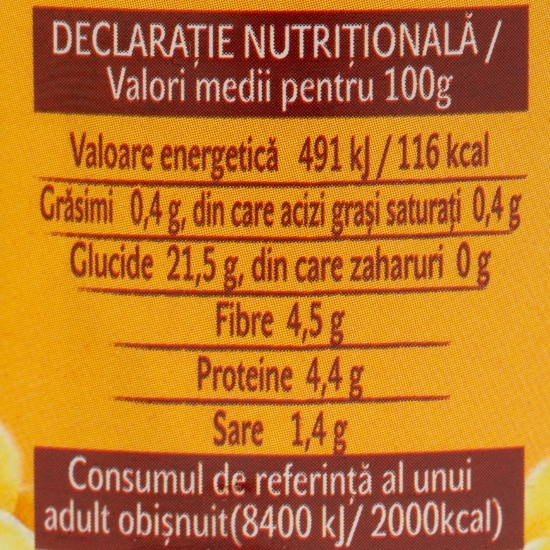 DECLARAȚIE NUTRIȚIONALĂ /
Valori medii pentru 100g
Valoare energetică 491 kJ / 116 kcal
Grăsimi 0,4 g, din care acizi grași saturați 0,4 g
Glucide 21,5 g, din care zaharuri 0 g
Fibre 4,5 g
Proteine 4,4 g
Sare 1,4 g
Consumul de referință al unui
adult obișnuit(8400 kJ/ 2000kcal)